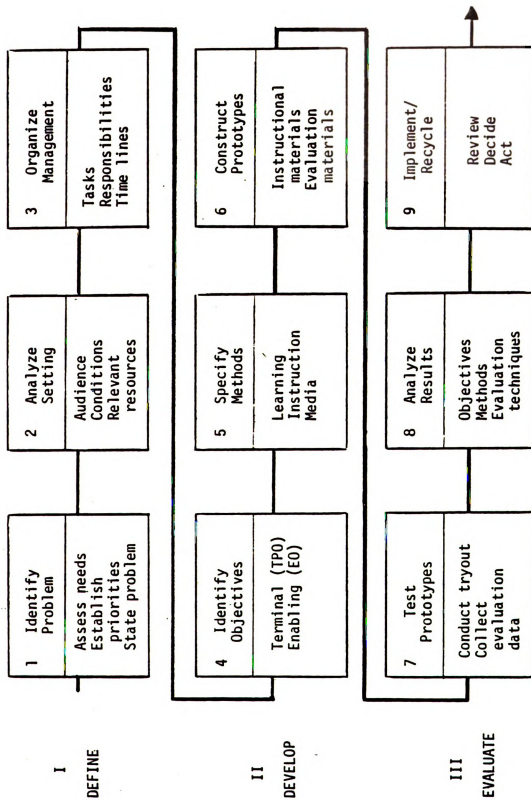 I
DEFINE
1 Identify
Problem
Assess needs
Establish
priorities
State problem
2 Analyze
Setting
Audience
Conditions
Relevant
resources
3 Organize
Management
Tasks
Responsibilities
Time lines
II
DEVELOP
4 Identify
Objectives
Terminal (TPO)
Enabling (EO)
5 Specify
Methods
Learning
Instruction
Media
6 Construct
Prototypes
Instructional
materials
Evaluation
materials
III
EVALUATE
7 Test
Prototypes
Conduct tryout
Collect
evaluation
data
8 Analyze
Results
Objectives
Methods
Evaluation
techniques
9 Implement/
Recycle
Review
Decide
Act